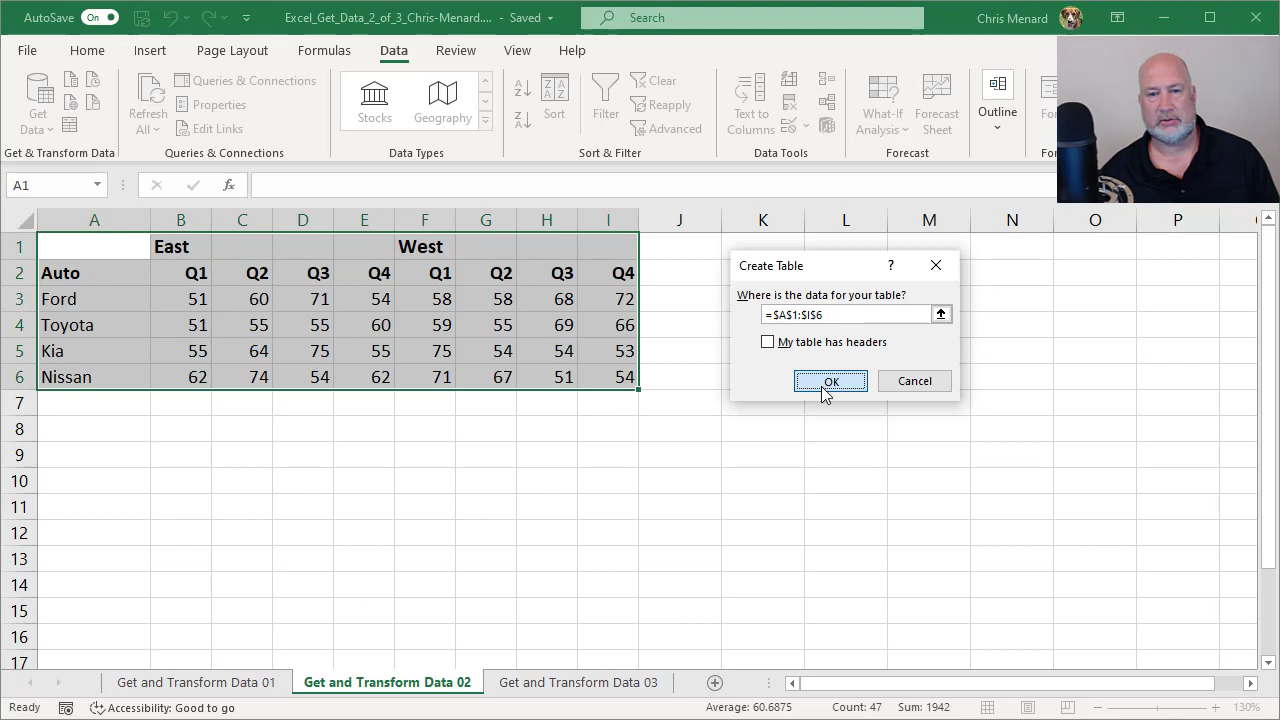 AutoSave On Excel_Get_Data_2_of_3_Chris-Menard.... - Saved Search Chris Menard
File Home Insert Page Layout Formulas Data Review View Help
Get Data
Refresh All
Queries & Connections
Properties
Edit Links
Stocks
Geography
Sort
Filter
Clear
Reapply
Advanced
Text to Columns
What-If Analysis
Forecast Sheet
Outline
Get & Transform Data Queries & Connections Data Types Sort & Filter Data Tools Forecast
A1 fx
A B C D E F G H I J K L M N O P
1 East West
2 Auto Q1 Q2 Q3 Q4 Q1 Q2 Q3 Q4
3 Ford 51 60 71 54 58 58 68 72
4 Toyota 51 55 55 60 59 55 69 66
5 Kia 55 64 75 55 75 54 54 53
6 Nissan 62 74 54 62 71 67 51 54
7
8
9
10
11
12
13
14
15
16
17
Create Table ?
Where is the data for your table?
=$A$1:$I$6
My table has headers
OK Cancel
Get and Transform Data 01 Get and Transform Data 02 Get and Transform Data 03
Ready Accessibility: Good to go Average: 60.6875 Count: 47 Sum: 1942 130%